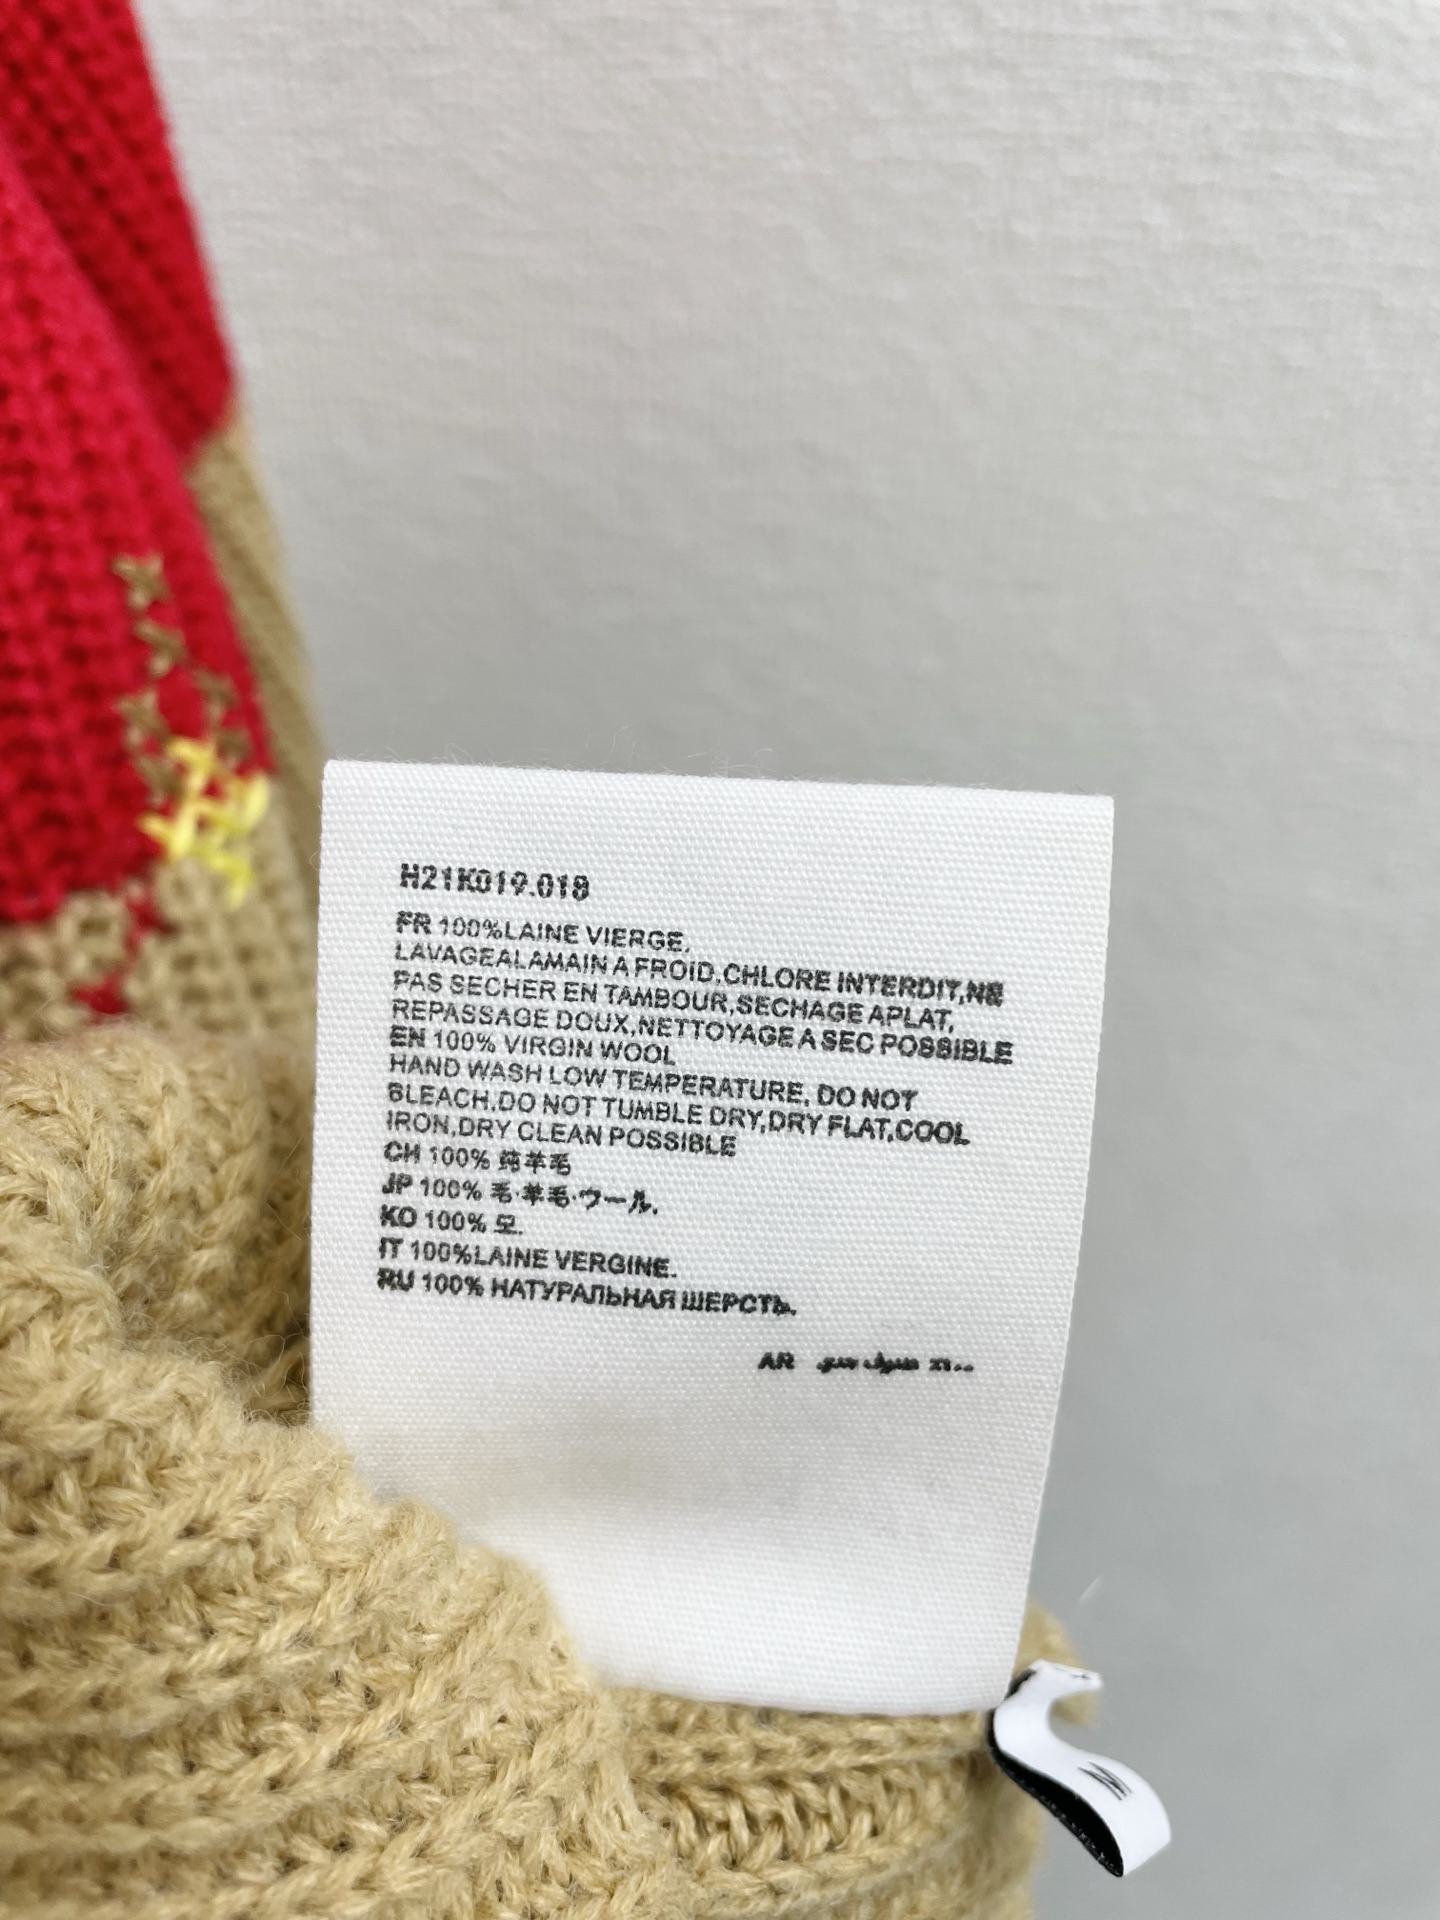 H21K019.018
FR 100%LAINE VIERGE.
LAVAGEALAMAIN A FROID,CHLORE INTERDIT,NE
PAS SECHER EN TAMBOUR,SECHAGE APLAT,
REPASSAGE DOUX,NETTOYAGE A SEC POSSIBLE
EN 100% VIRGIN WOOL
HAND WASH LOW TEMPERATURE, DO NOT
BLEACH,DO NOT TUMBLE DRY,DRY FLAT,COOL
IRON,DRY CLEAN POSSIBLE
CH 100% 纯羊毛
JP 100% 毛·羊毛·ウール.
KO 100% 모.
IT 100%LAINE VERGINE.
RU 100% НАТУРАЛЬНАЯ ШЕРСТЬ.
AR